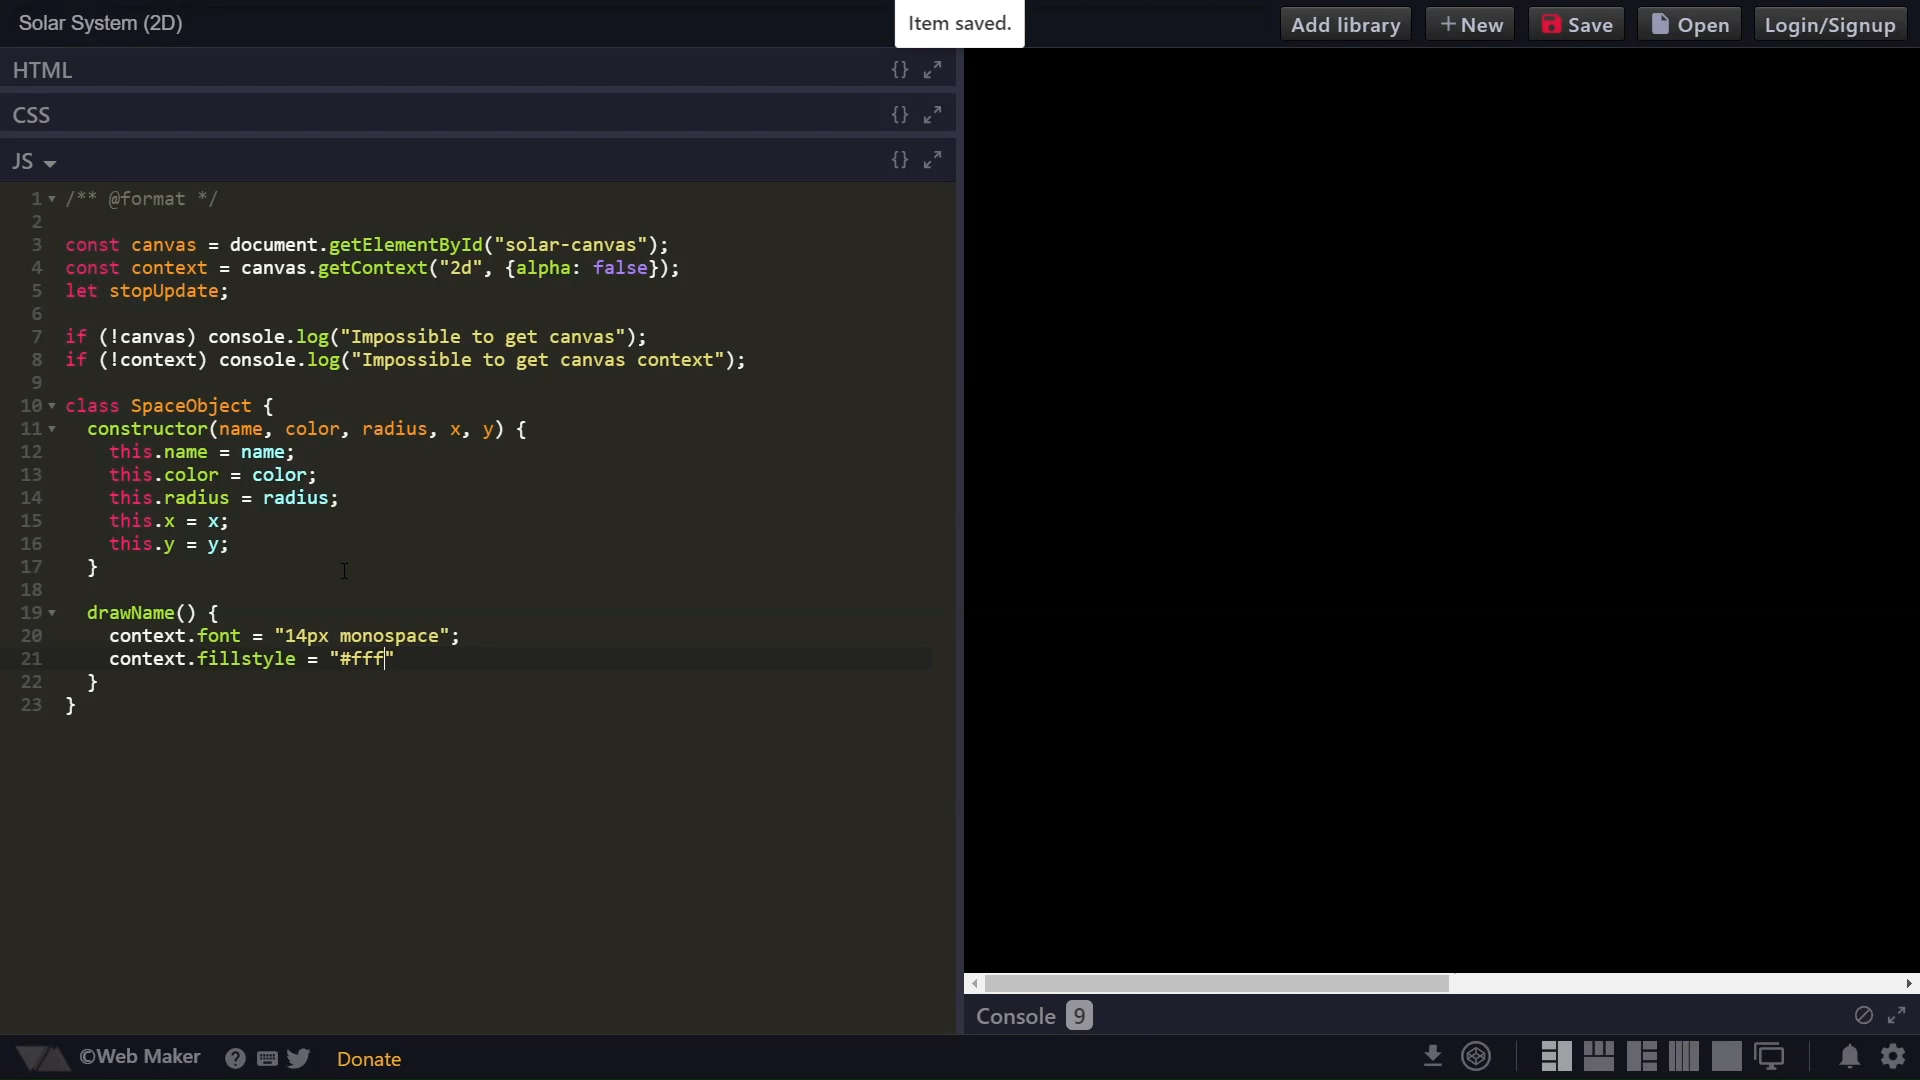 Solar System (2D)
Item saved.
Add library
+ New
Save
Open
Login/Signup
HTML
{}
CSS
{}
JS
{}
1 /** @format */
2
3 const canvas = document.getElementById("solar-canvas");
4 const context = canvas.getContext("2d", {alpha: false});
5 let stopUpdate;
6
7 if (!canvas) console.log("Impossible to get canvas");
8 if (!context) console.log("Impossible to get canvas context");
9
10 class SpaceObject {
11 constructor(name, color, radius, x, y) {
12 this.name = name;
13 this.color = color;
14 this.radius = radius;
15 this.x = x;
16 this.y = y;
17 }
18
19 drawName() {
20 context.font = "14px monospace";
21 context.fillstyle = "#fff"
22 }
23 }
Console 9
©Web Maker
?
Donate